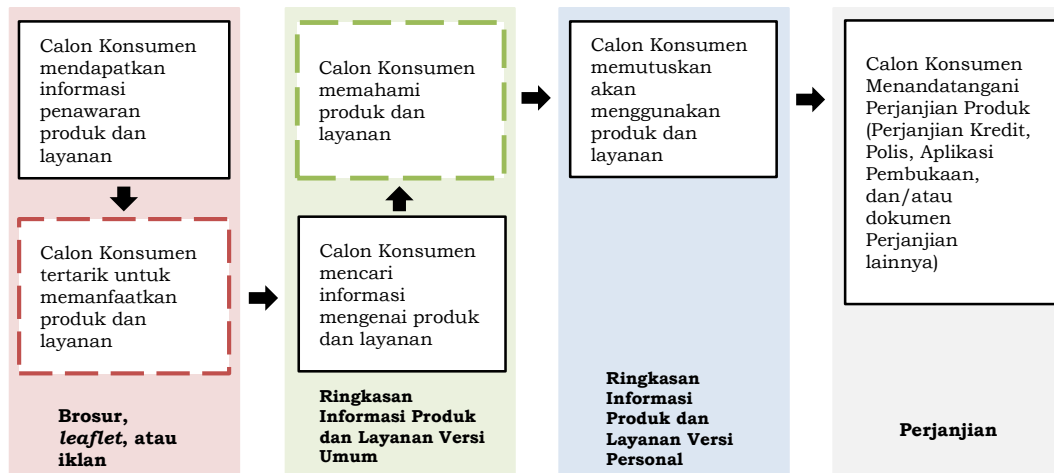 Calon Konsumen
mendapatkan
informasi
penawaran
produk dan
layanan
Calon Konsumen
tertarik untuk
memanfaatkan
produk dan
layanan
Brosur,
leaflet, atau
iklan
Calon Konsumen
memahami
produk dan
layanan
Calon Konsumen
mencari
informasi
mengenai produk
dan layanan
Ringkasan
Informasi Produk
dan Layanan Versi
Umum
Calon Konsumen
memutuskan
akan
menggunakan
produk dan
layanan
Ringkasan
Informasi
Produk dan
Layanan Versi
Personal
Calon Konsumen
Menandatangani
Perjanjian Produk
(Perjanjian Kredit,
Polis, Aplikasi
Pembukaan,
dan/atau
dokumen
Perjanjian
lainnya)
Perjanjian